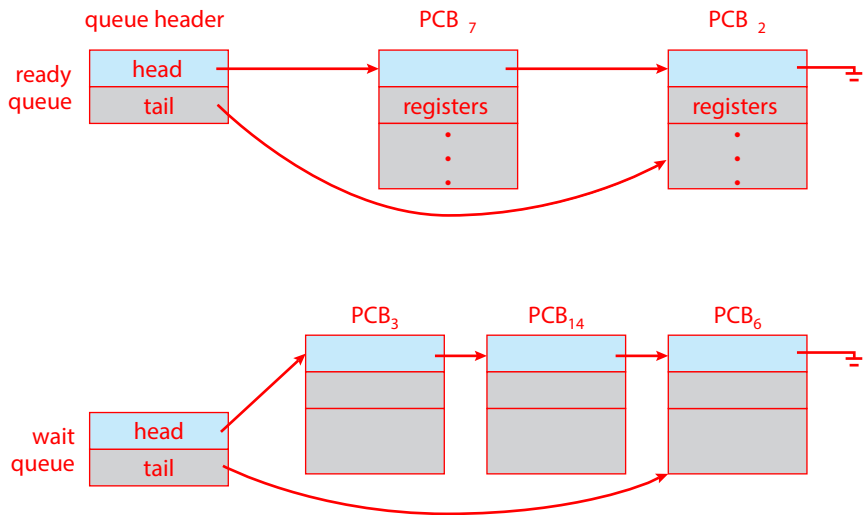 queue header PCB 7 PCB 2
ready queue
head
tail
registers
registers
PCB3 PCB14 PCB6
wait queue
head
tail